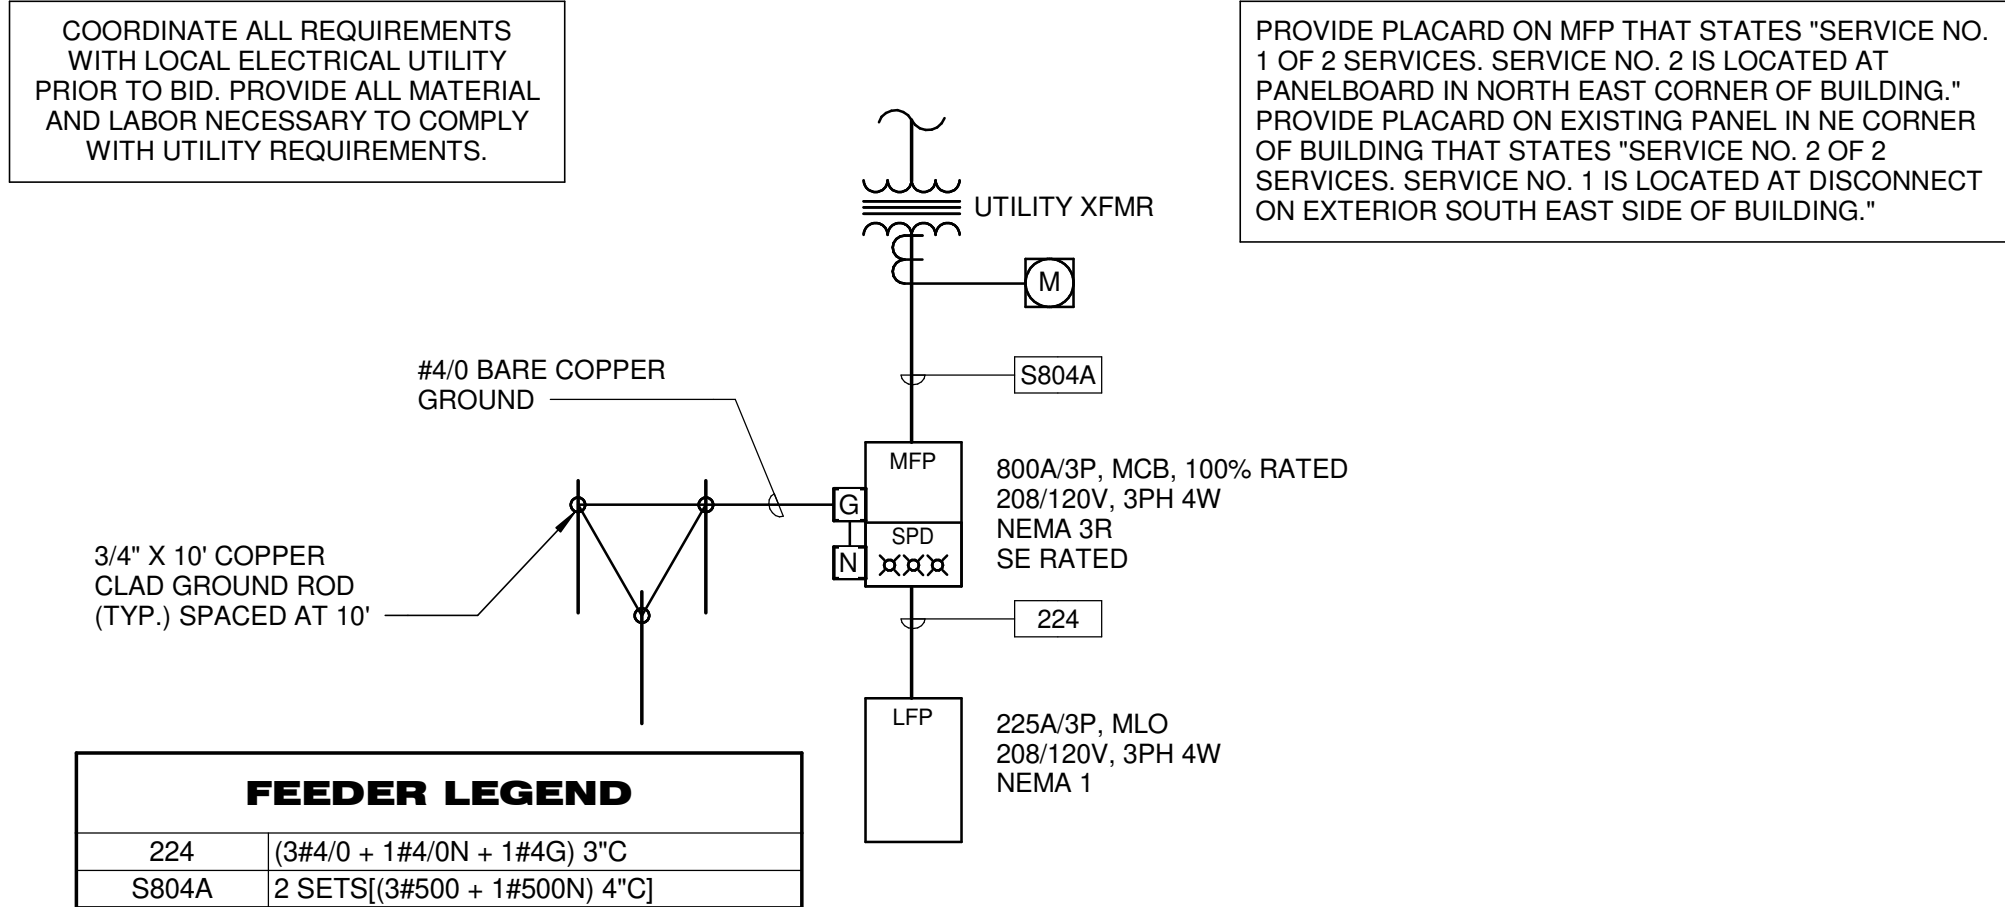 COORDINATE ALL REQUIREMENTS
WITH LOCAL ELECTRICAL UTILITY
PRIOR TO BID. PROVIDE ALL MATERIAL
AND LABOR NECESSARY TO COMPLY
WITH UTILITY REQUIREMENTS.
PROVIDE PLACARD ON MFP THAT STATES "SERVICE NO.
1 OF 2 SERVICES. SERVICE NO. 2 IS LOCATED AT
PANELBOARD IN NORTH EAST CORNER OF BUILDING."
PROVIDE PLACARD ON EXISTING PANEL IN NE CORNER
OF BUILDING THAT STATES "SERVICE NO. 2 OF 2
SERVICES. SERVICE NO. 1 IS LOCATED AT DISCONNECT
ON EXTERIOR SOUTH EAST SIDE OF BUILDING."
UTILITY XFMR
M
S804A
#4/0 BARE COPPER
GROUND
MFP
G
SPD
N
800A/3P, MCB, 100% RATED
208/120V, 3PH 4W
NEMA 3R
SE RATED
3/4" X 10' COPPER
CLAD GROUND ROD
(TYP.) SPACED AT 10'
224
LFP
225A/3P, MLO
208/120V, 3PH 4W
NEMA 1
FEEDER LEGEND
224 (3#4/0 + 1#4/0N + 1#4G) 3"C
S804A 2 SETS[(3#500 + 1#500N) 4"C]